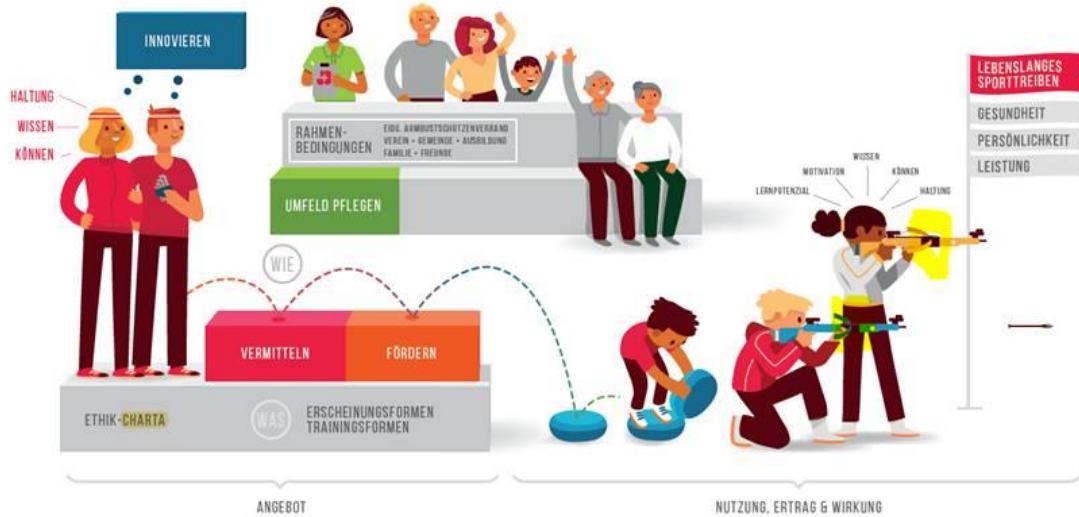 INNOVIEREN
HALTUNG
WISSEN
KÖNNEN
RAHMEN-
BEDINGUNGEN
EIDG. ARMBUSTSCHÜTZENVERBAND
VEREIN + GEMEINDE + AUSBILDUNG
FAMILIE + FREUNDE
UMFELD PFLEGEN
LEBENSLANGES
SPORTTREIBEN
GESUNDHEIT
PERSÖNLICHKEIT
LEISTUNG
LERNPOTENZIAL
MOTIVATION
WISSEN
KÖNNEN
HALTUNG
WIE
VERMITTELN
FÖRDERN
ETHIK-CHARTA
WAS
ERSCHEINUNGSFORMEN
TRAININGSFORMEN
ANGEBOT
NUTZUNG, ERTRAG & WIRKUNG